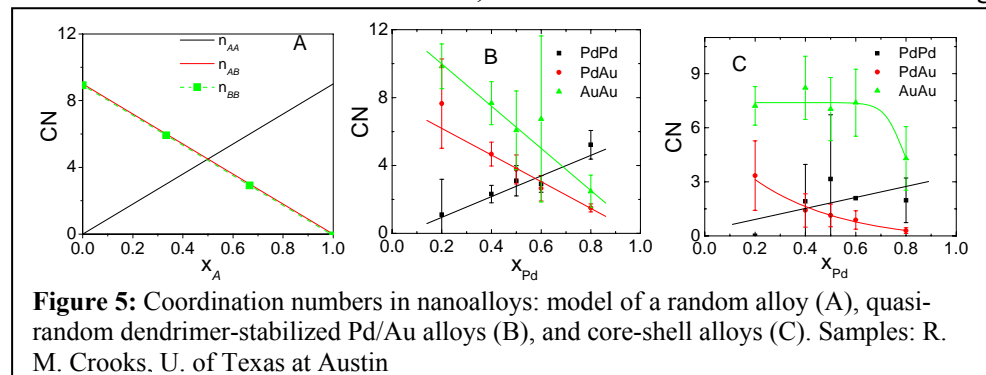 12
8
4
0
CN
0.0 0.2 0.4 0.6 0.8 1.0
x_A
n_AA
n_AB
n_BB
A
12
8
4
0
CN
0.0 0.2 0.4 0.6 0.8 1.0
x_Pd
B
PdPd
PdAu
AuAu
12
9
6
3
0
CN
0.0 0.2 0.4 0.6 0.8 1.0
x_Pd
C
PdPd
PdAu
AuAu
Figure 5: Coordination numbers in nanoalloys: model of a random alloy (A), quasi-
random dendrimer-stabilized Pd/Au alloys (B), and core-shell alloys (C). Samples: R.
M. Crooks, U. of Texas at Austin